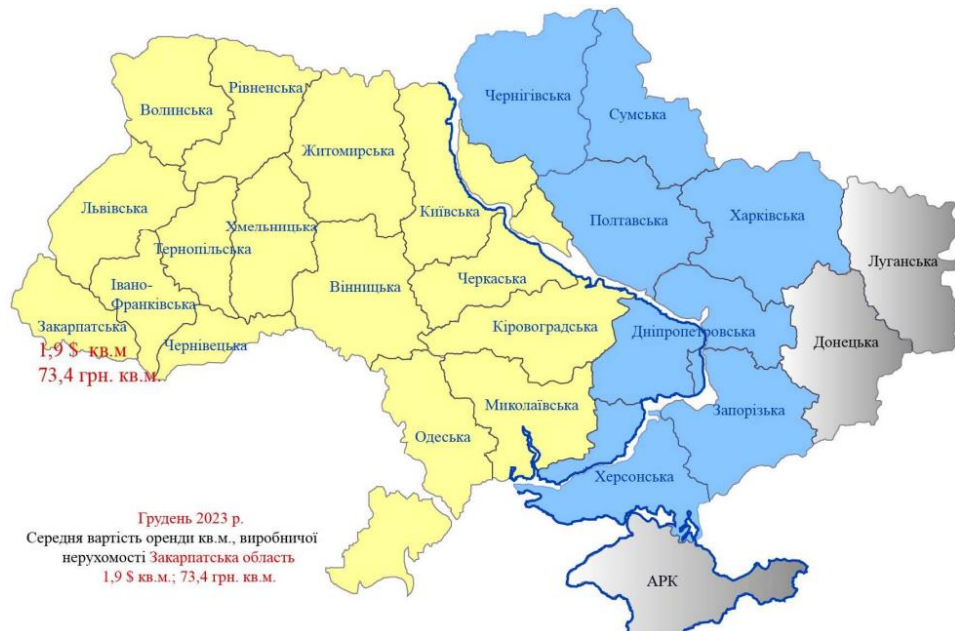 Волинська
Рівненська
Житомирська
Чернігівська
Сумська
Львівська
Тернопільська
Хмельницька
Київська
Полтавська
Харківська
Луганська
Івано-
Франківська
Вінницька
Черкаська
Закарпатська
1,9 $ кв.м
73,4 грн. кв.м.
Чернівецька
Кіровоградська
Дніпропетровська
Донецька
Одеська
Миколаївська
Запорізька
Херсонська
АРК
Грудень 2023 р.
Середня вартість оренди кв.м., виробничої
нерухомості Закарпатська область
1,9 $ кв.м.; 73,4 грн. кв.м.